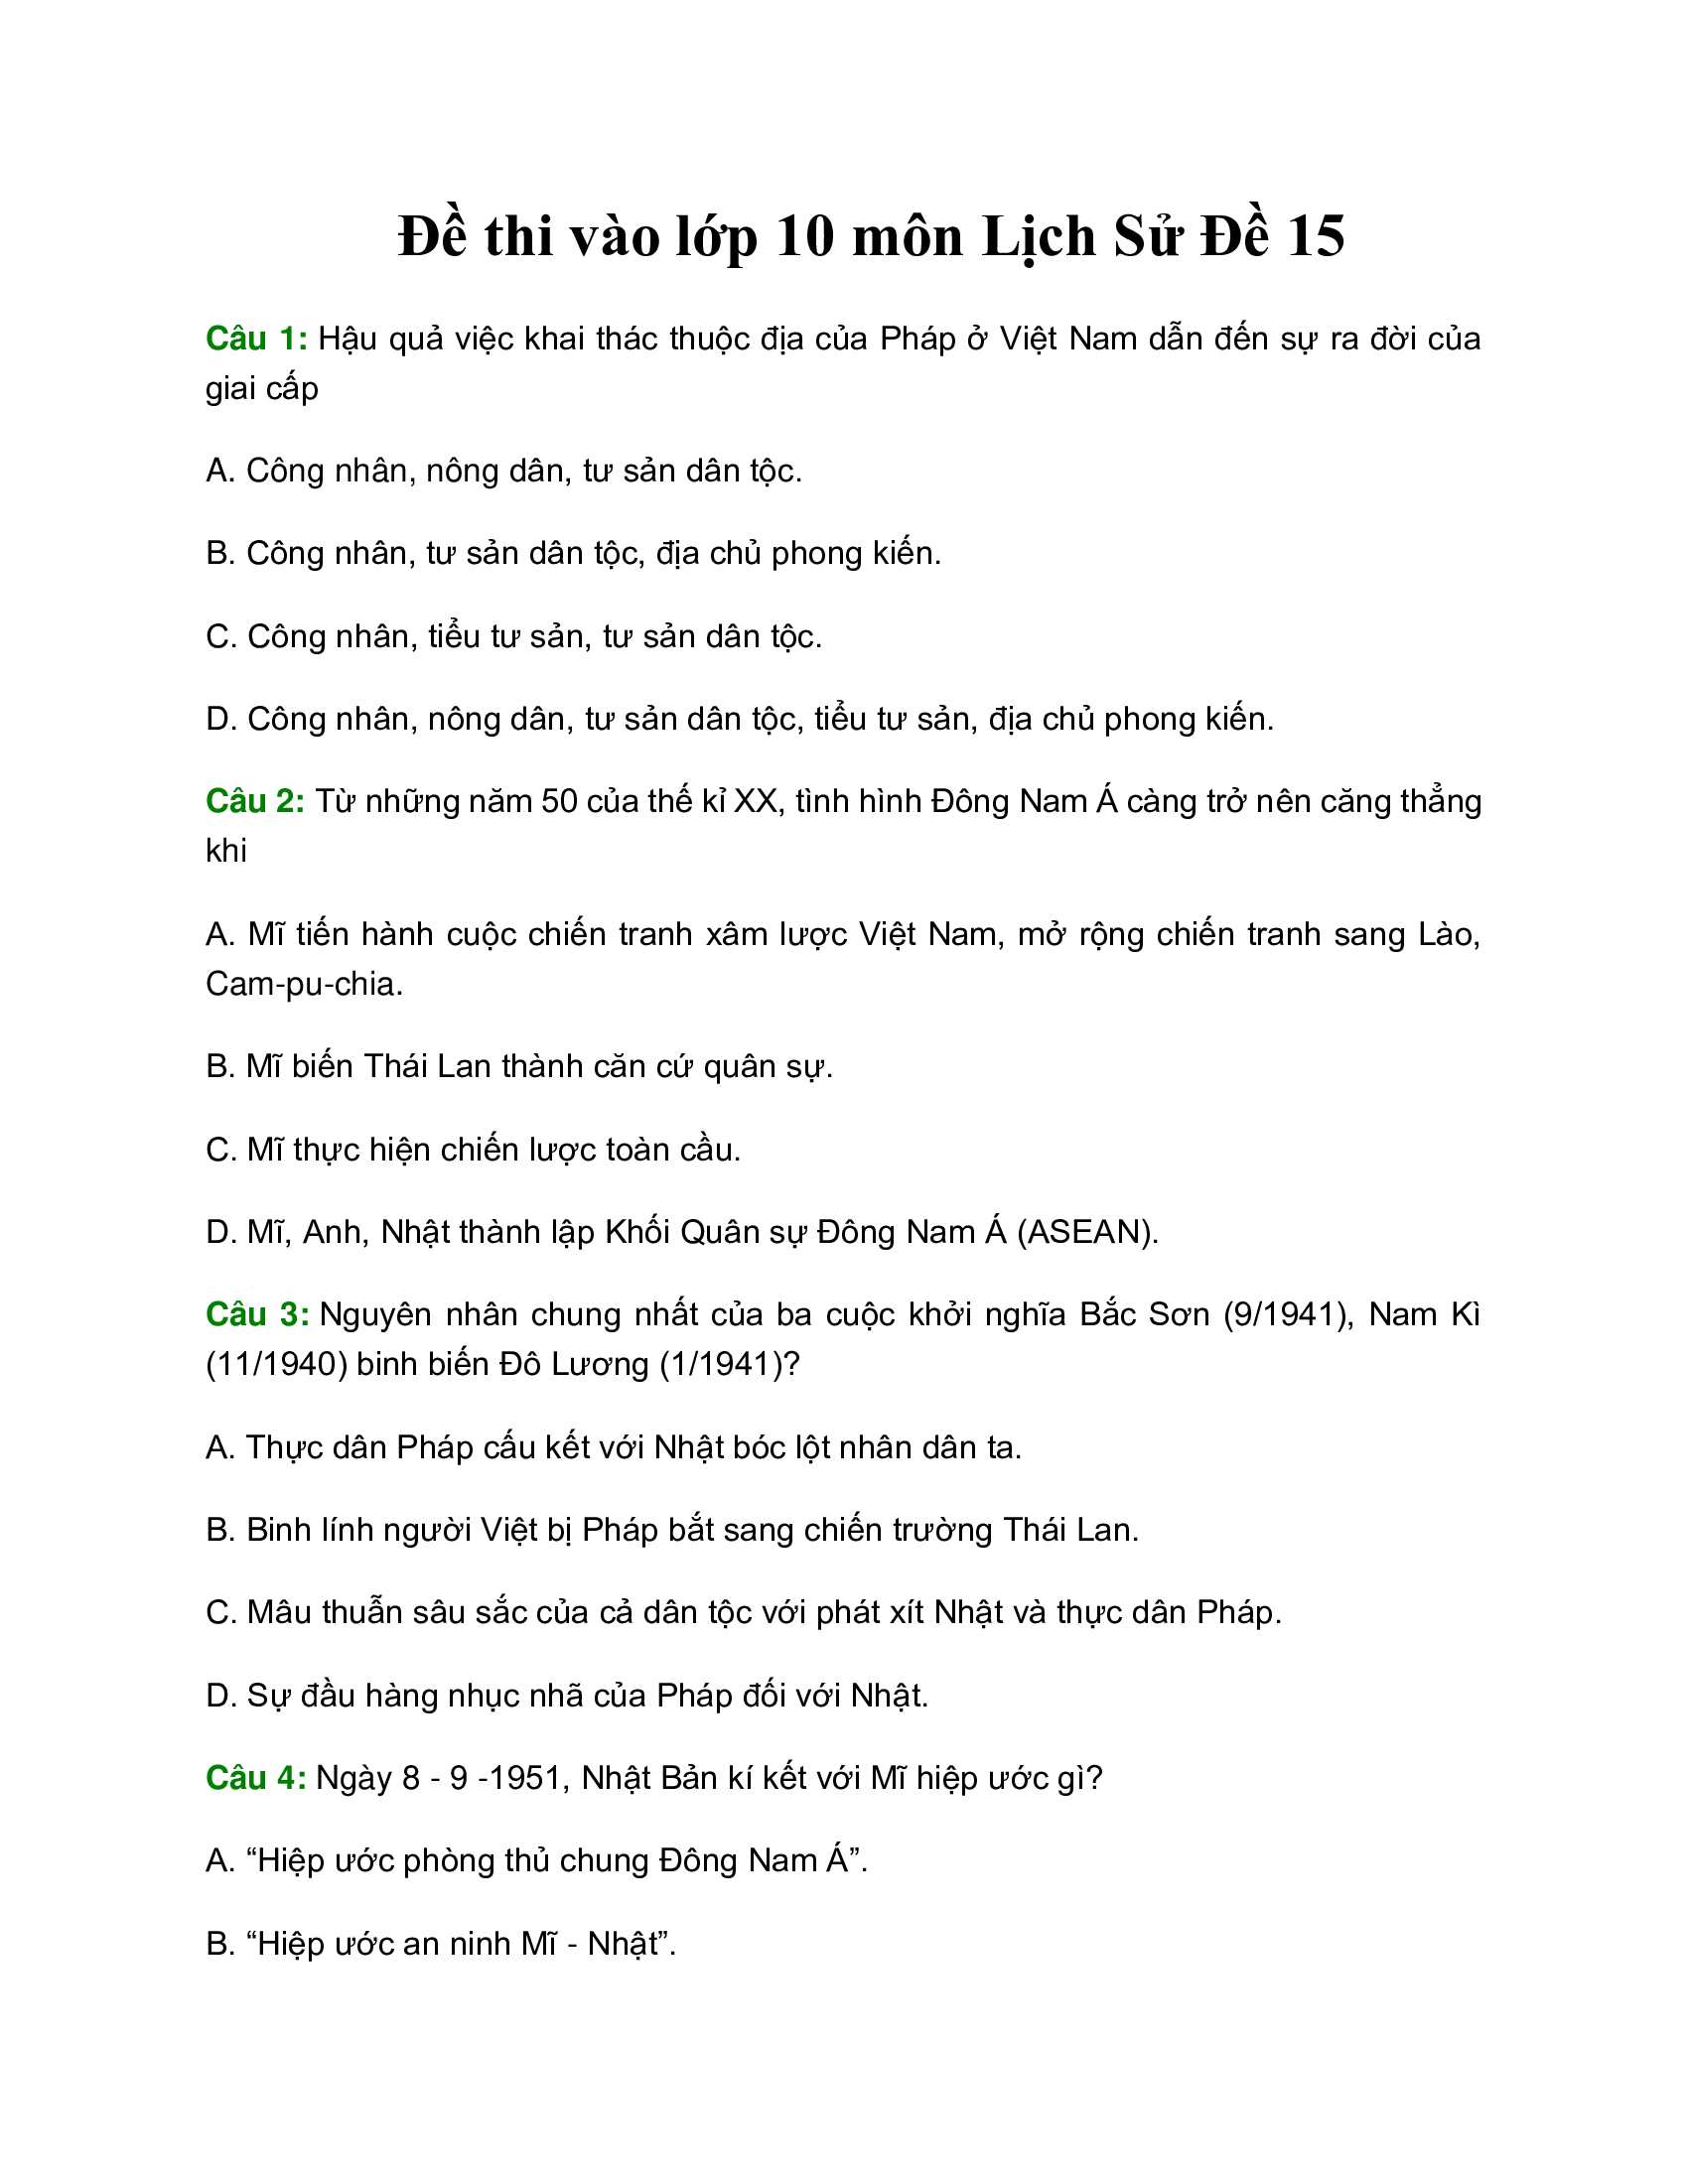 Đề thi vào lớp 10 môn Lịch Sử Đề 15
Câu 1: Hậu quả việc khai thác thuộc địa của Pháp ở Việt Nam dẫn đến sự ra đời của
giai cấp
A. Công nhân, nông dân, tư sản dân tộc.
B. Công nhân, tư sản dân tộc, địa chủ phong kiến.
C. Công nhân, tiểu tư sản, tư sản dân tộc.
D. Công nhân, nông dân, tư sản dân tộc, tiểu tư sản, địa chủ phong kiến.
Câu 2: Từ những năm 50 của thế kỉ XX, tình hình Đông Nam Á càng trở nên căng thẳng
khi
A. Mĩ tiến hành cuộc chiến tranh xâm lược Việt Nam, mở rộng chiến tranh sang Lào,
Cam-pu-chia.
B. Mĩ biến Thái Lan thành căn cứ quân sự.
C. Mĩ thực hiện chiến lược toàn cầu.
D. Mĩ, Anh, Nhật thành lập Khối Quân sự Đông Nam Á (ASEAN).
Câu 3: Nguyên nhân chung nhất của ba cuộc khởi nghĩa Bắc Sơn (9/1941), Nam Kì
(11/1940) binh biến Đô Lương (1/1941)?
A. Thực dân Pháp cấu kết với Nhật bóc lột nhân dân ta.
B. Binh lính người Việt bị Pháp bắt sang chiến trường Thái Lan.
C. Mâu thuẫn sâu sắc của cả dân tộc với phát xít Nhật và thực dân Pháp.
D. Sự đầu hàng nhục nhã của Pháp đối với Nhật.
Câu 4: Ngày 8 - 9 -1951, Nhật Bản kí kết với Mĩ hiệp ước gì?
A. “Hiệp ước phòng thủ chung Đông Nam Á”.
B. “Hiệp ước an ninh Mĩ - Nhật”.